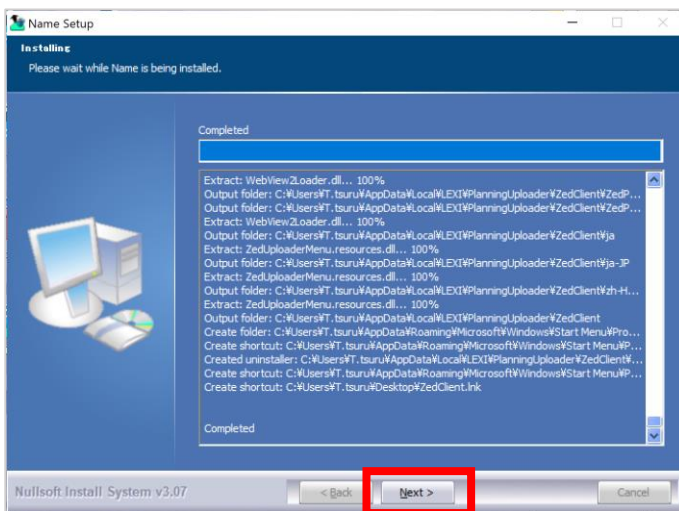 Name Setup
Installing
Please wait while Name is being installed.
Completed
Extract: WebView2Loader.dll... 100%
Output folder: C:¥Users¥T.tsuru¥AppData¥Local¥LEXI¥PlanningUploader¥ZedClient¥ZedP...
Output folder: C:¥Users¥T.tsuru¥AppData¥Local¥LEXI¥PlanningUploader¥ZedClient¥ZedP...
Extract: WebView2Loader.dll... 100%
Output folder: C:¥Users¥T.tsuru¥AppData¥Local¥LEXI¥PlanningUploader¥ZedClient¥ja
Extract: ZedUploaderMenu.resources.dll... 100%
Output folder: C:¥Users¥T.tsuru¥AppData¥Local¥LEXI¥PlanningUploader¥ZedClient¥ja-JP
Extract: ZedUploaderMenu.resources.dll... 100%
Output folder: C:¥Users¥T.tsuru¥AppData¥Local¥LEXI¥PlanningUploader¥ZedClient¥zh-H...
Extract: ZedUploaderMenu.resources.dll... 100%
Output folder: C:¥Users¥T.tsuru¥AppData¥Local¥LEXI¥PlanningUploader¥ZedClient
Create folder: C:¥Users¥T.tsuru¥AppData¥Roaming¥Microsoft¥Windows¥Start Menu¥Pro...
Create shortcut: C:¥Users¥T.tsuru¥AppData¥Roaming¥Microsoft¥Windows¥Start Menu¥P...
Created uninstaller: C:¥Users¥T.tsuru¥AppData¥Local¥LEXI¥PlanningUploader¥ZedClient¥...
Create shortcut: C:¥Users¥T.tsuru¥AppData¥Roaming¥Microsoft¥Windows¥Start Menu¥P...
Create shortcut: C:¥Users¥T.tsuru¥Desktop¥ZedClient.lnk
Completed
Nullsoft Install System v3.07
< Back
Next >
Cancel